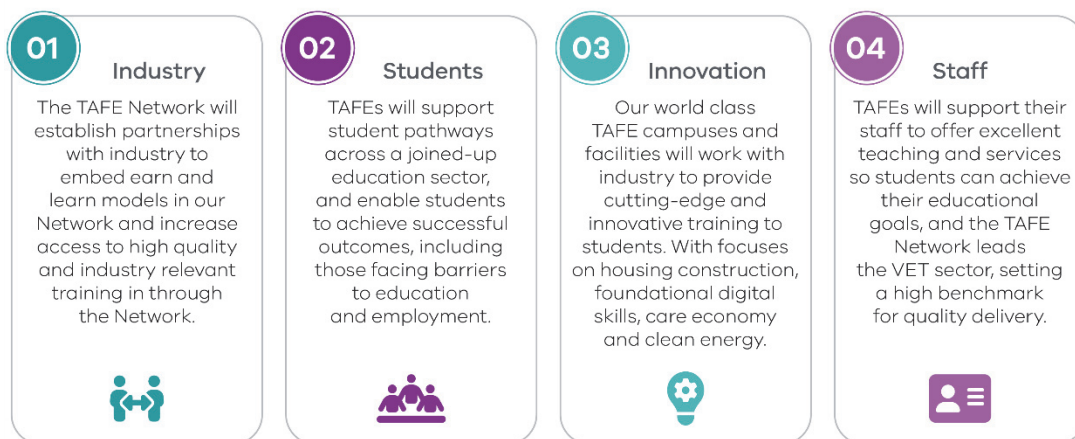 01
Industry
The TAFE Network will
establish partnerships
with industry to
embed earn and
learn models in our
Network and increase
access to high quality
and industry relevant
training in through
the Network.
02
Students
TAFEs will support
student pathways
across a joined-up
education sector,
and enable students
to achieve successful
outcomes, including
those facing barriers
to education
and employment.
03
Innovation
Our world class
TAFE campuses and
facilities will work with
industry to provide
cutting-edge and
innovative training to
students. With focuses
on housing construction,
foundational digital
skills, care economy
and clean energy.
04
Staff
TAFEs will support their
staff to offer excellent
teaching and services
so students can achieve
their educational
goals, and the TAFE
Network leads
the VET sector, setting
a high benchmark
for quality delivery.